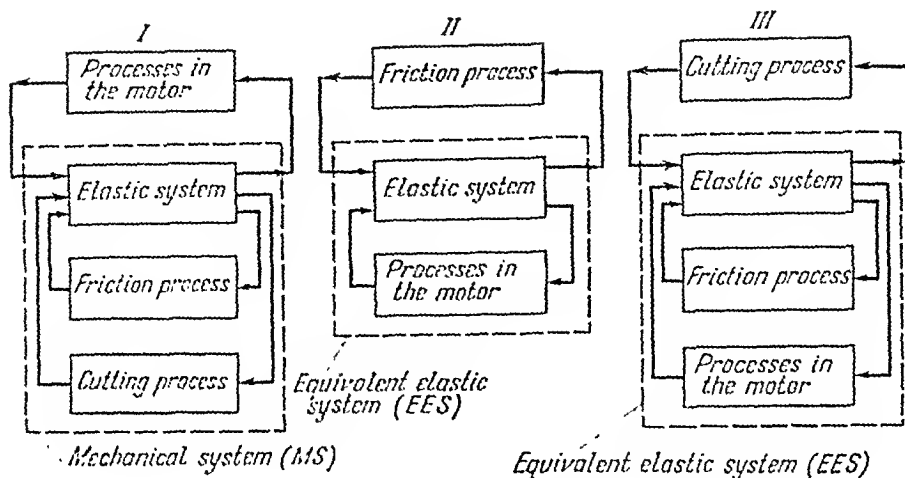 I
Processes in
the motor
Elastic system
Friction process
Cutting process
Mechanical system (MS)
II
Friction process
Elastic system
Processes in
the motor
Equivalent elastic
system (EES)
III
Cutting process
Elastic system
Friction process
Processes in
the motor
Equivalent elastic system (EES)